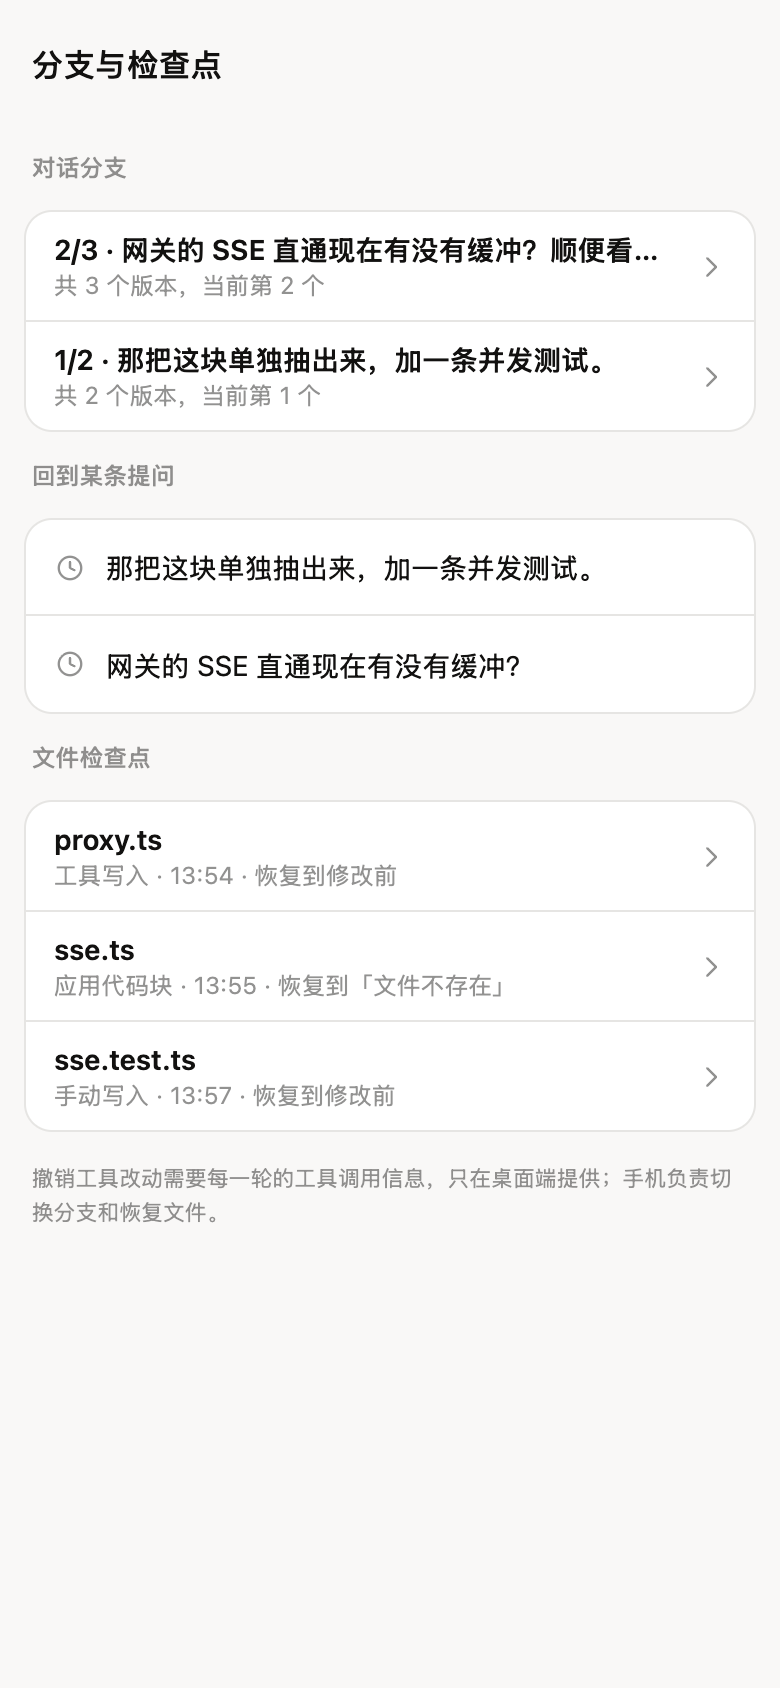 分支与检查点
对话分支
2/3 · 网关的 SSE 直通现在有没有缓冲？顺便看...
共 3 个版本，当前第 2 个
1/2 · 那把这块单独抽出来，加一条并发测试。
共 2 个版本，当前第 1 个
回到某条提问
那把这块单独抽出来，加一条并发测试。
网关的 SSE 直通现在有没有缓冲？
文件检查点
proxy.ts
工具写入 · 13:54 · 恢复到修改前
sse.ts
应用代码块 · 13:55 · 恢复到「文件不存在」
sse.test.ts
手动写入 · 13:57 · 恢复到修改前
撤销工具改动需要每一轮的工具调用信息，只在桌面端提供；手机负责切
换分支和恢复文件。